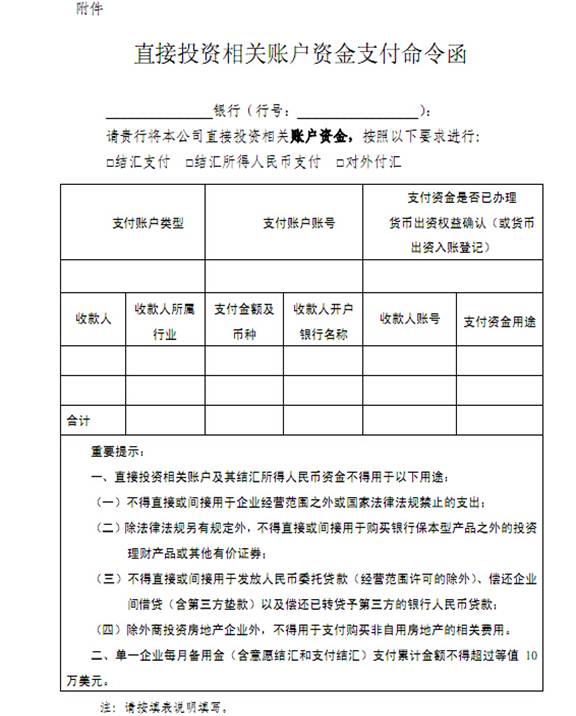 附件
直接投资相关账户资金支付命令函
________________银行（行号：__________________）：
请贵行将本公司直接投资相关账户资金，按照以下要求进行：
□结汇支付 □结汇所得人民币支付 □对外付汇
支付账户类型
支付账户账号
支付资金是否已办理
货币出资权益确认（或货币
出资入账登记）
收款人
收款人所属
行业
支付金额及
币种
收款人开户
银行名称
收款人账号
支付资金用途
合计
重要提示：
一、直接投资相关账户及其结汇所得人民币资金不得用于以下用途：
（一）不得直接或间接用于企业经营范围之外或国家法律法规禁止的支出；
（二）除法律法规另有规定外，不得直接或间接用于购买银行保本型产品之外的投资
理财产品或其他有价证券；
（三）不得直接或间接用于发放人民币委托贷款（经营范围许可的除外）、偿还企业
间借贷（含第三方垫款）以及偿还已转贷予第三方的银行人民币贷款；
（四）除外商投资房地产企业外，不得用于支付购买非自用房地产的相关费用。
二、单一企业每月备用金（含意愿结汇和支付结汇）支付累计金额不得超过等值 10
万美元。
注：请按填表说明填写。